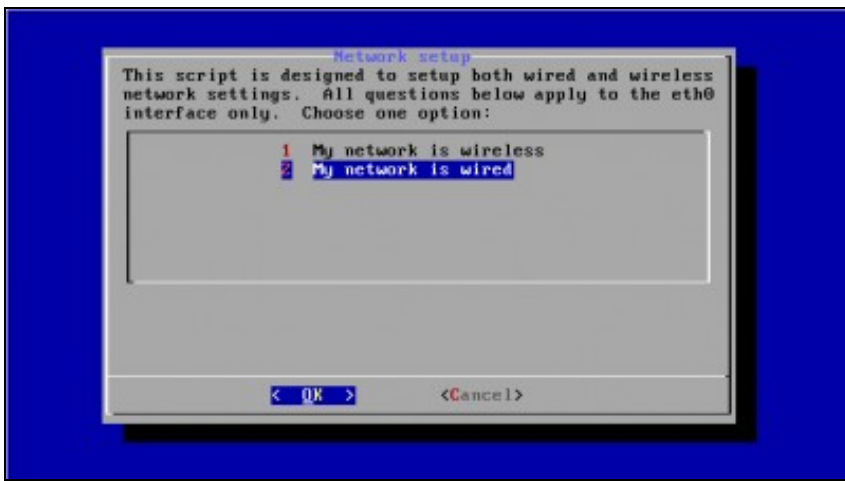 Network setup
This script is designed to setup both wired and wireless
network settings.  All questions below apply to the eth0
interface only.  Choose one option:
1  My network is wireless
2  My network is wired
<  OK  >  <Cancel>